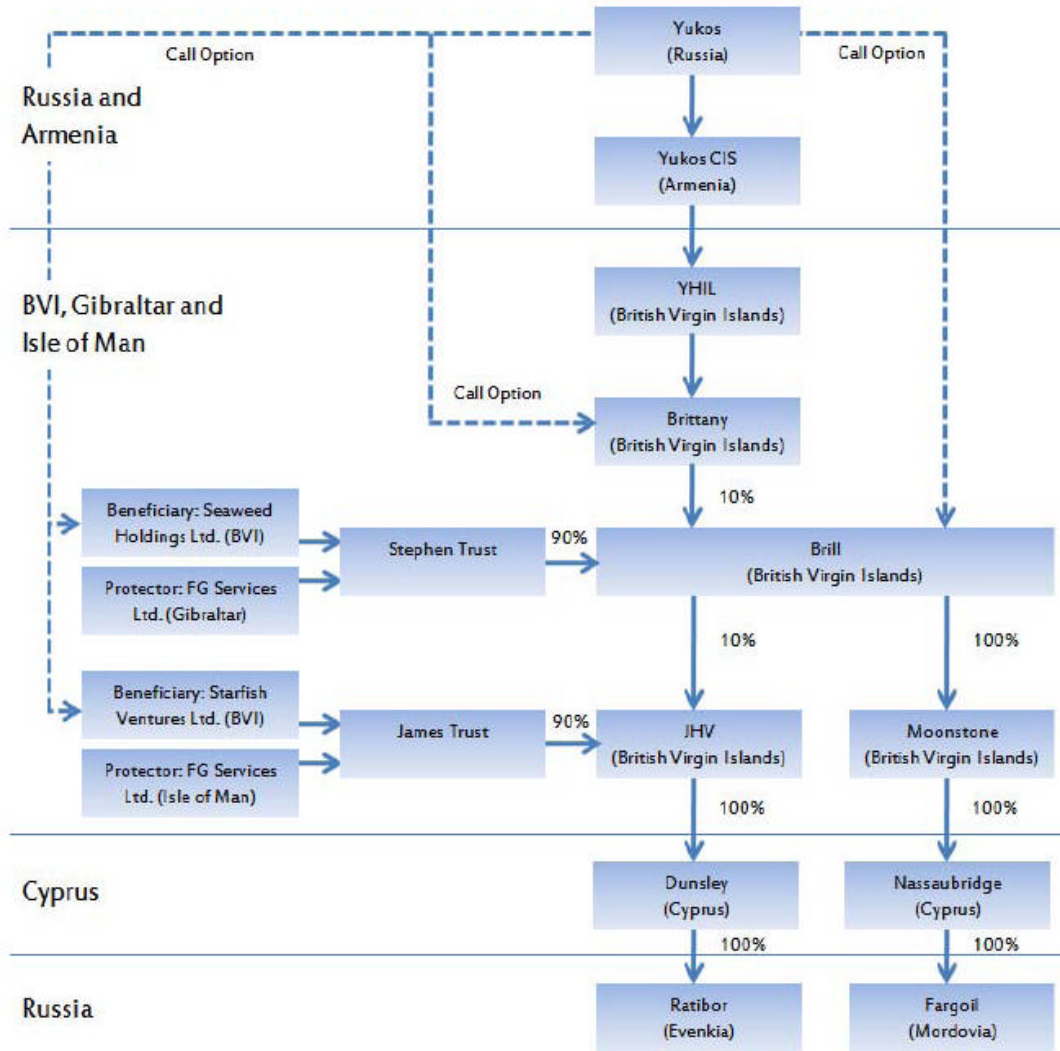 Yukos
(Russia)
Call Option
Call Option
Russia and
Armenia
Yukos CIS
(Armenia)
YHIL
(British Virgin Islands)
BVI, Gibraltar and
Isle of Man
Call Option
Brittany
(British Virgin Islands)
10%
Beneficiary: Seaweed
Holdings Ltd. (BVI)
Protector: FG Services
Ltd. (Gibraltar)
Stephen Trust
90%
Brill
(British Virgin Islands)
10%
100%
Beneficiary: Starfish
Ventures Ltd. (BVI)
Protector: FG Services
Ltd. (Isle of Man)
James Trust
90%
JHV
(British Virgin Islands)
Moonstone
(British Virgin Islands)
100%
100%
Cyprus
Dunsley
(Cyprus)
Nassaubridge
(Cyprus)
100%
100%
Russia
Ratibor
(Evenkia)
Fargoil
(Mordovia)